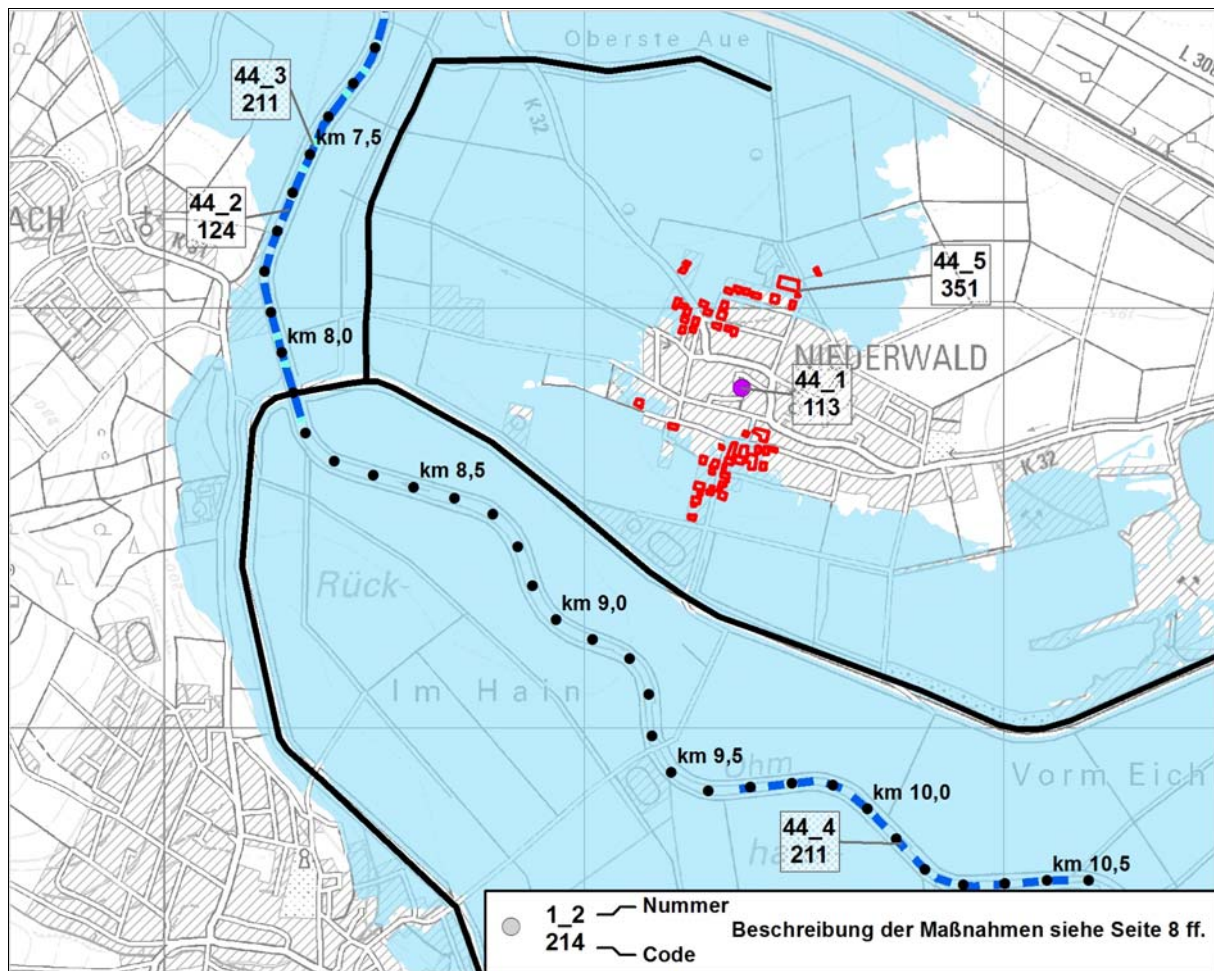 Oberste Aue
L 308
44_3
211
K 32
km 7,5
ACH
44_2
124
K 31
44_5
351
km 8,0
NIEDERWALD
44_1
113
km 8,5
K 32
Rück-
km 9,0
Im Hain
km 9,5
Ohm
Vorm Eich
km 10,0
44_4
211
km 10,5
1_2
Nummer
214
Code
Beschreibung der Maßnahmen siehe Seite 8 ff.